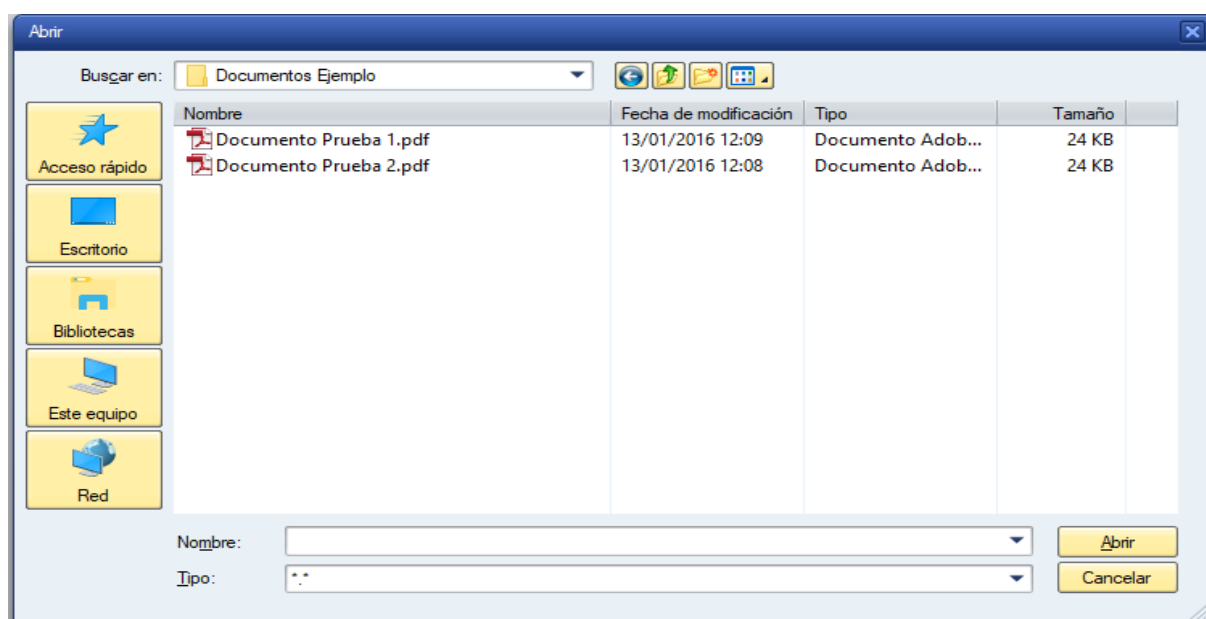 Abrir
Buscar en: Documentos Ejemplo
Nombre Fecha de modificación Tipo Tamaño
Documento Prueba 1.pdf 13/01/2016 12:09 Documento Adob... 24 KB
Documento Prueba 2.pdf 13/01/2016 12:08 Documento Adob... 24 KB
Acceso rápido
Escritorio
Bibliotecas
Este equipo
Red
Nombre: Abrir
Tipo: *.* Cancelar